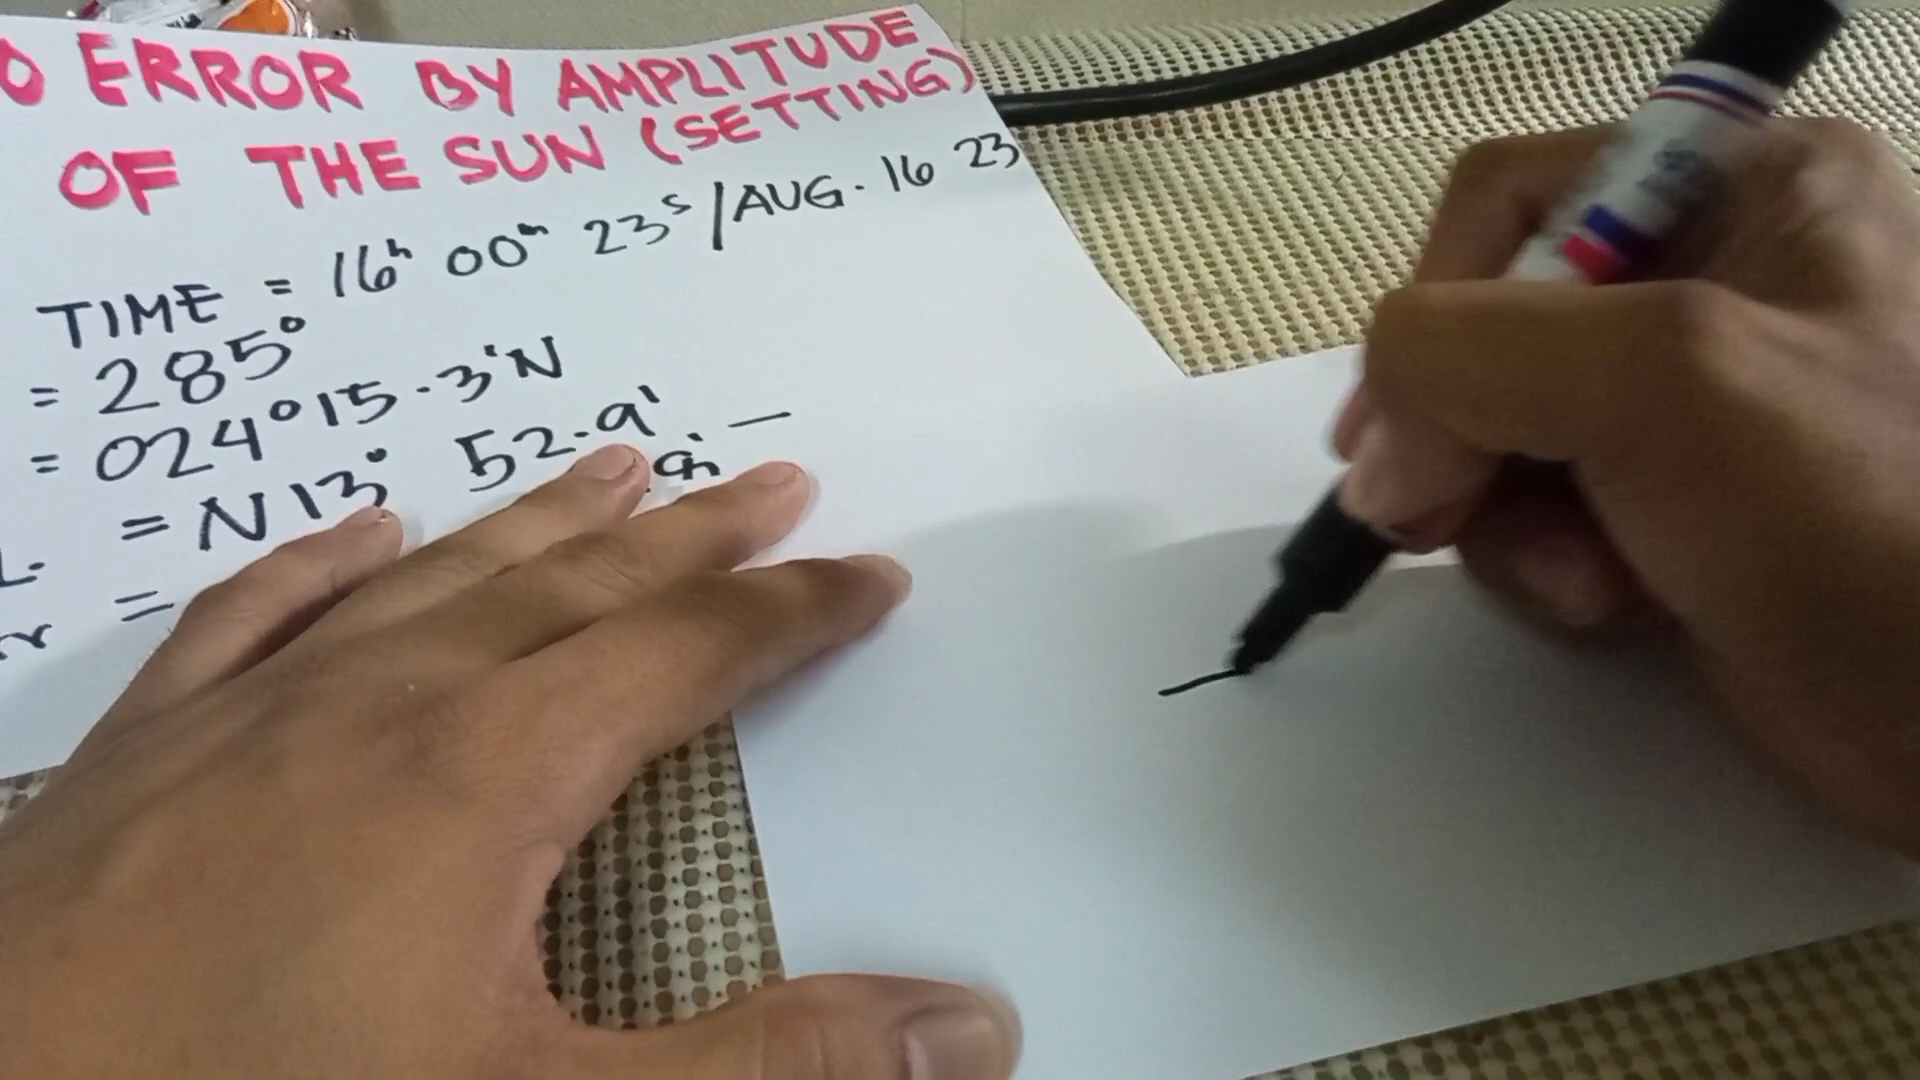 O ERROR BY AMPLITUDE
OF THE SUN (SETTING)
TIME = 16h 00m 23s / AUG. 16 23
= 285°
= 024° 15.3'N
= N 13° 52.9' —
=